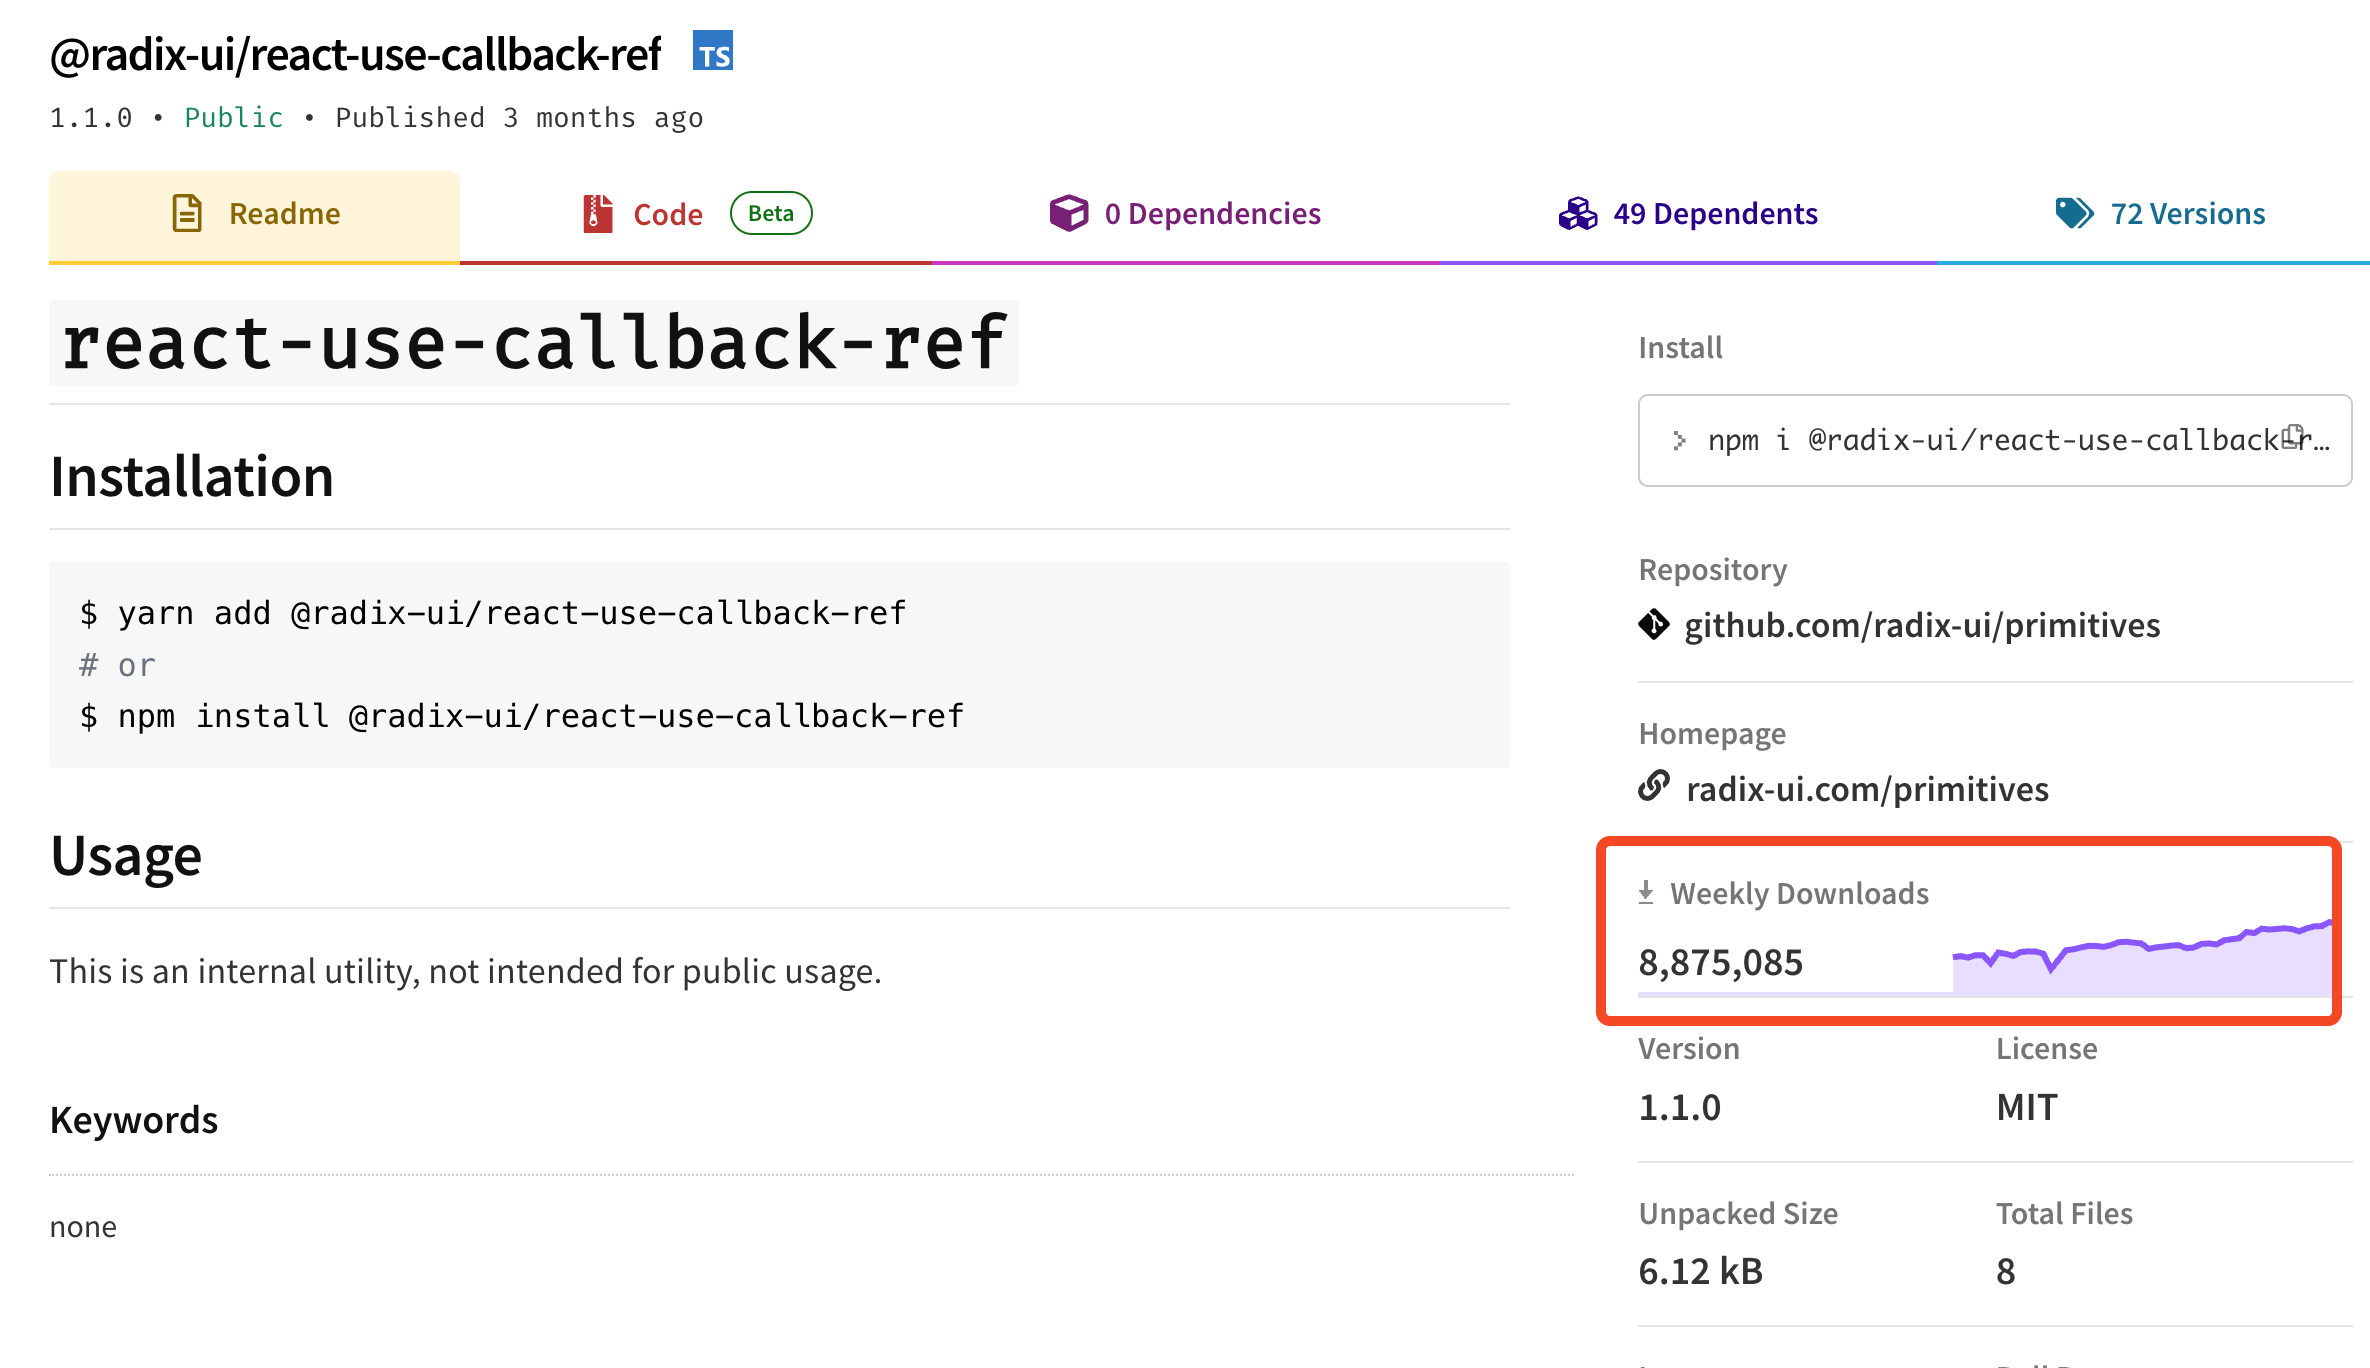 @radix-ui/react-use-callback-ref TS
1.1.0 • Public • Published 3 months ago
Readme
Code Beta
0 Dependencies
49 Dependents
72 Versions
react-use-callback-ref
Installation
$ yarn add @radix-ui/react-use-callback-ref
# or
$ npm install @radix-ui/react-use-callback-ref
Usage
This is an internal utility, not intended for public usage.
Keywords
none
Install
npm i @radix-ui/react-use-callback-r…
Repository
github.com/radix-ui/primitives
Homepage
radix-ui.com/primitives
Weekly Downloads
8,875,085
Version
1.1.0
License
MIT
Unpacked Size
6.12 kB
Total Files
8